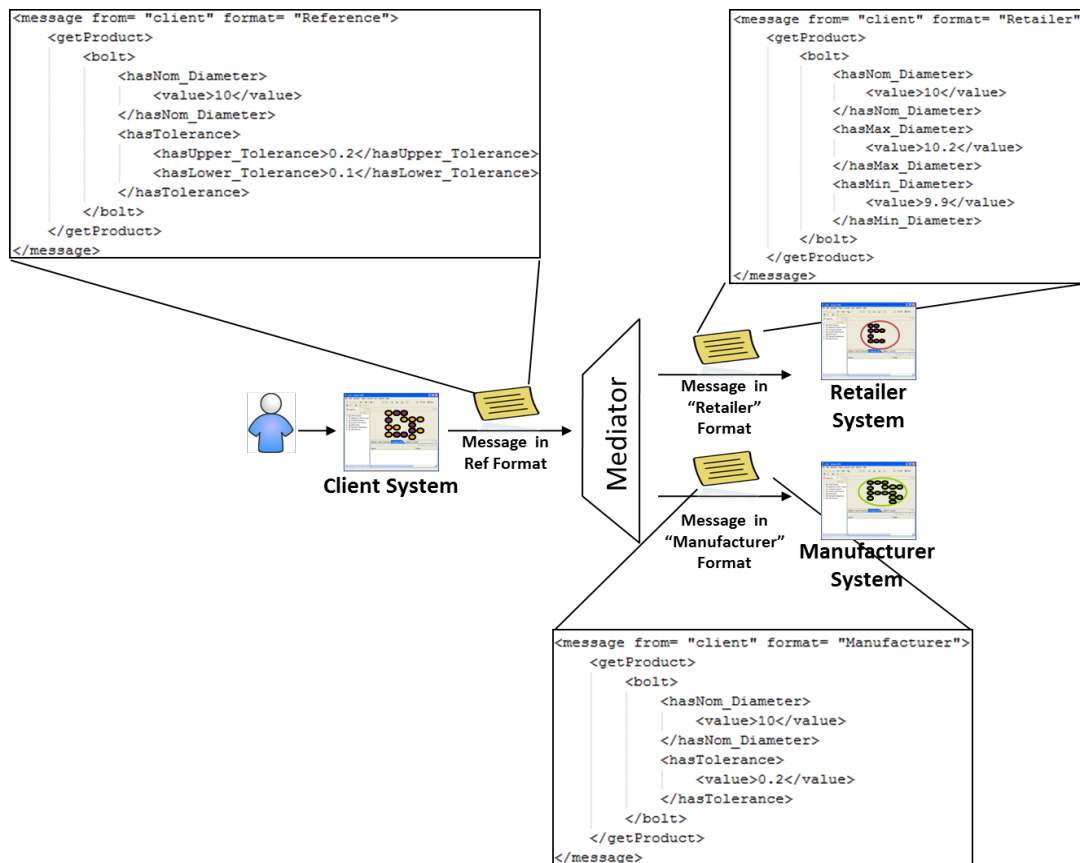 <message from= "client" format= "Reference">
<getProduct>
<bolt>
<hasNom_Diameter>
<value>10</value>
</hasNom_Diameter>
<hasTolerance>
<hasUpper_Tolerance>0.2</hasUpper_Tolerance>
<hasLower_Tolerance>0.1</hasLower_Tolerance>
</hasTolerance>
</bolt>
</getProduct>
</message>
<message from= "client" format= "Retailer"
<getProduct>
<bolt>
<hasNom_Diameter>
<value>10</value>
</hasNom_Diameter>
<hasMax_Diameter>
<value>10.2</value>
</hasMax_Diameter>
<hasMin_Diameter>
<value>9.9</value>
</hasMin_Diameter>
</bolt>
</getProduct>
</message>
Client System
Message in
Ref Format
Mediator
Message in
“Retailer”
Format
Retailer
System
Message in
“Manufacturer”
Format
Manufacturer
System
<message from= "client" format= "Manufacturer">
<getProduct>
<bolt>
<hasNom_Diameter>
<value>10</value>
</hasNom_Diameter>
<hasTolerance>
<value>0.2</value>
</hasTolerance>
</bolt>
</getProduct>
</message>